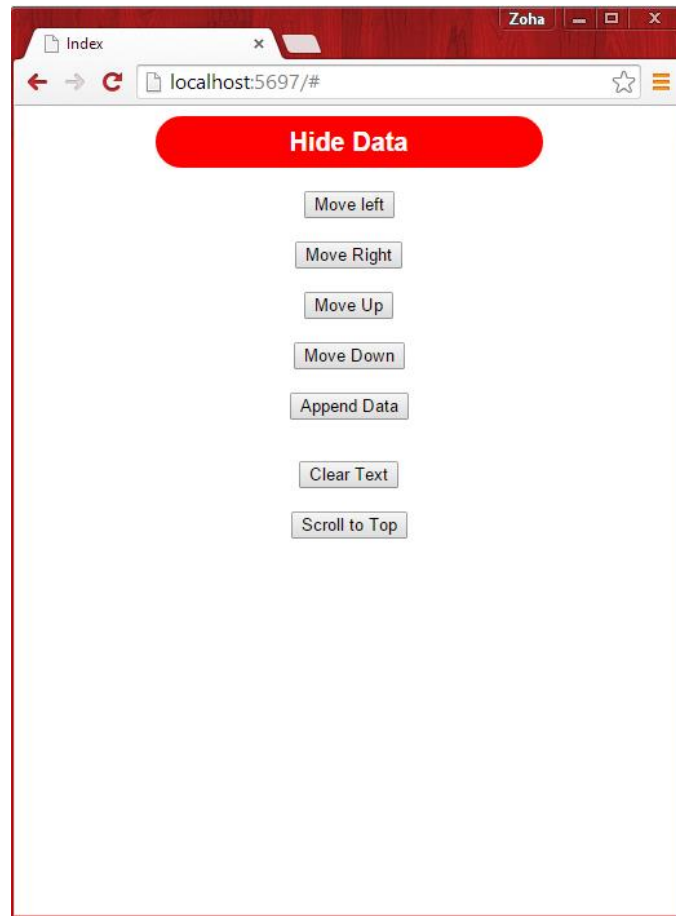 Zoha
Index
localhost:5697/#
Hide Data
Move left
Move Right
Move Up
Move Down
Append Data
Clear Text
Scroll to Top